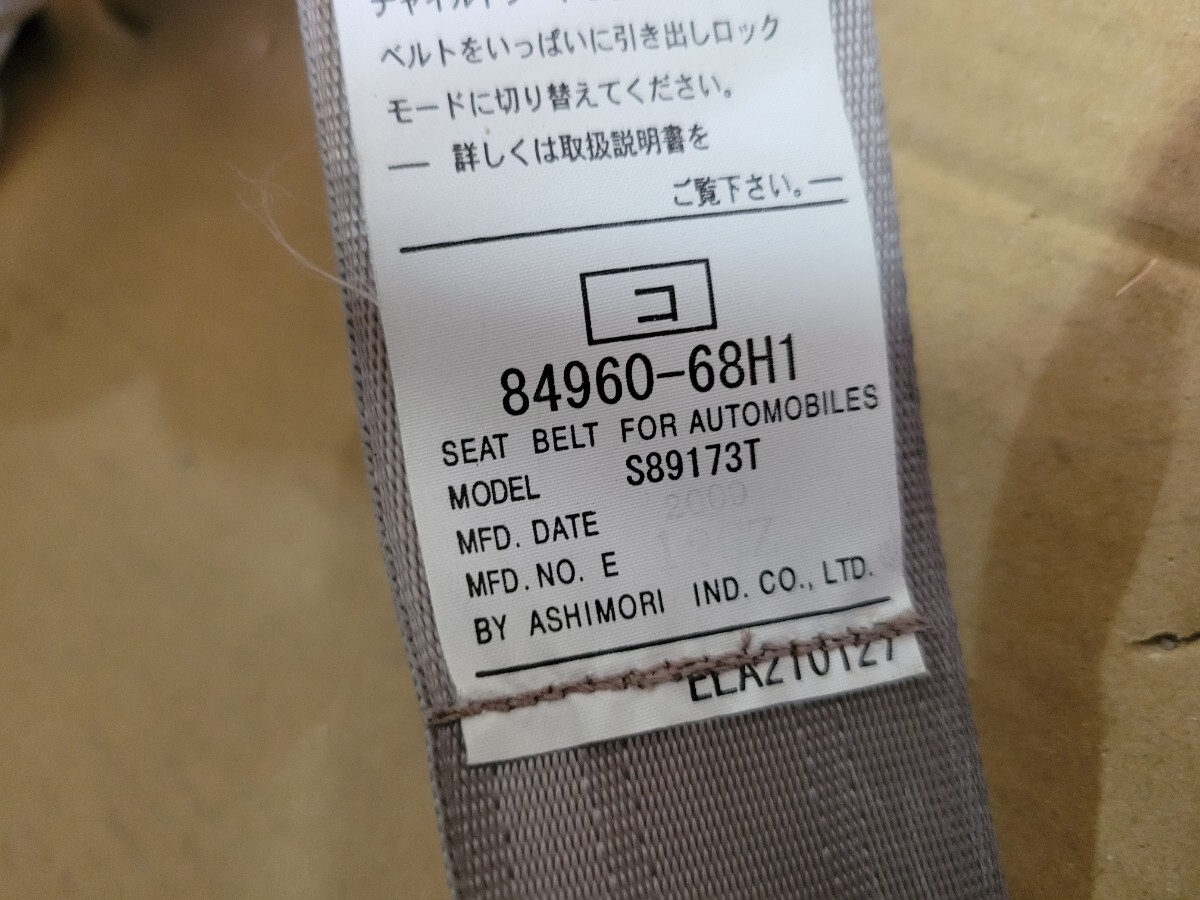 ベルトをいっぱいに引き出しロック
モードに切り替えてください。
― 詳しくは取扱説明書を
ご覧下さい。―
コ
84960-68H1
SEAT BELT FOR AUTOMOBILES
MODEL S89173T
2000
MFD. DATE
MFD. NO. E
BY ASHIMORI IND. CO., LTD.
ELA210127